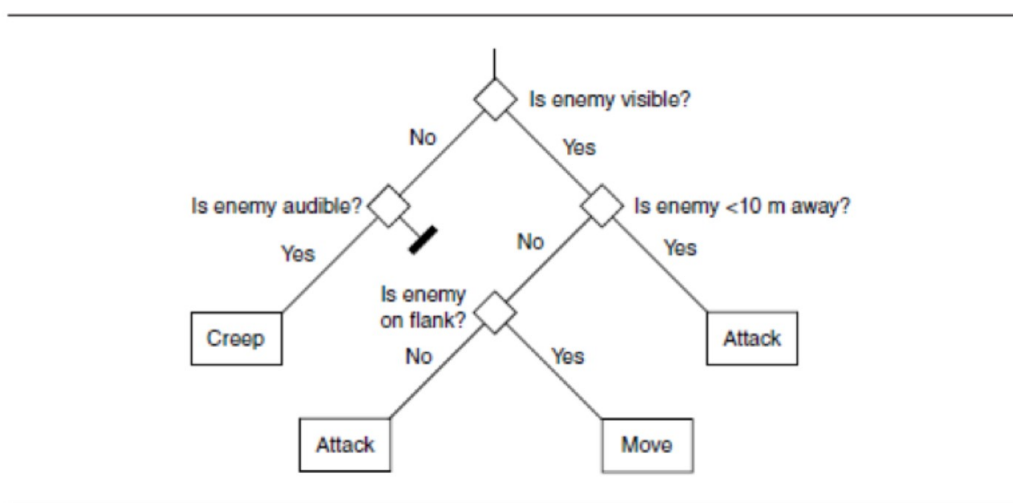 Is enemy visible?
No
Yes
Is enemy audible?
Is enemy <10 m away?
Yes
No
Yes
Is enemy
on flank?
Creep
Attack
No
Yes
Attack
Move